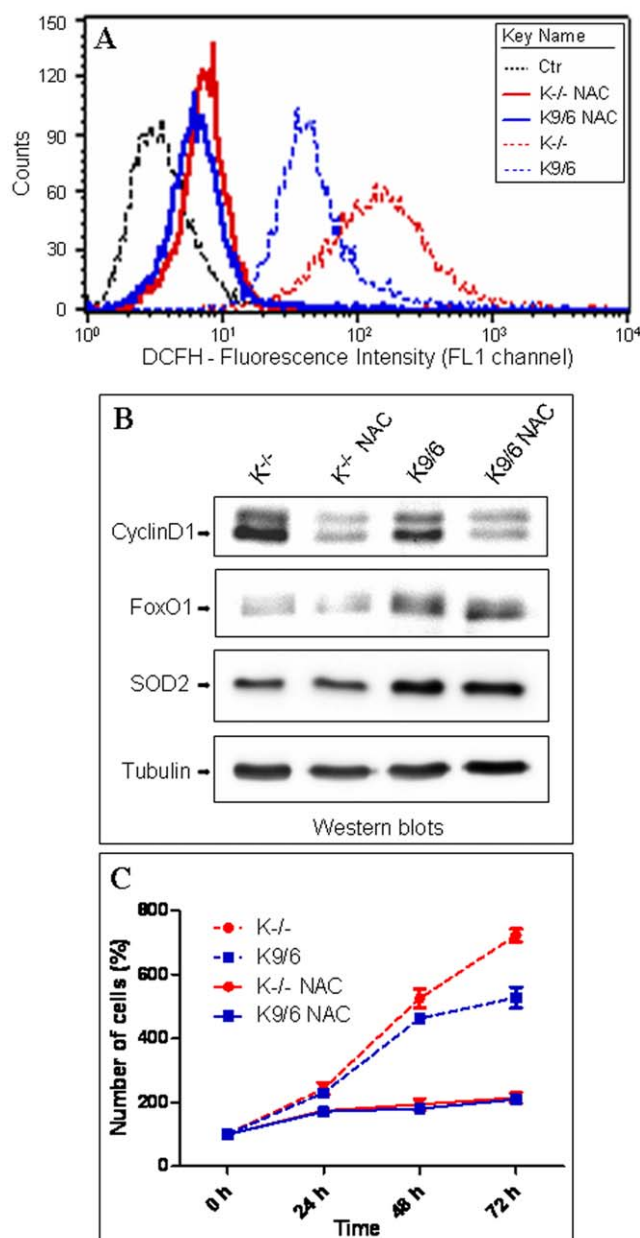 A
Key Name
Ctr
K-/- NAC
K9/6 NAC
K-/-
K9/6
Counts
150
120
90
60
30
0
10⁰ 10¹ 10² 10³ 10⁴
DCFH - Fluorescence Intensity (FL1 channel)
B
K-/- K-/- NAC K9/6 K9/6 NAC
CyclinD1
FoxO1
SOD2
Tubulin
Western blots
C
K-/-
K9/6
K-/- NAC
K9/6 NAC
Number of cells (%)
800
600
400
200
0
0 h 24 h 48 h 72 h
Time